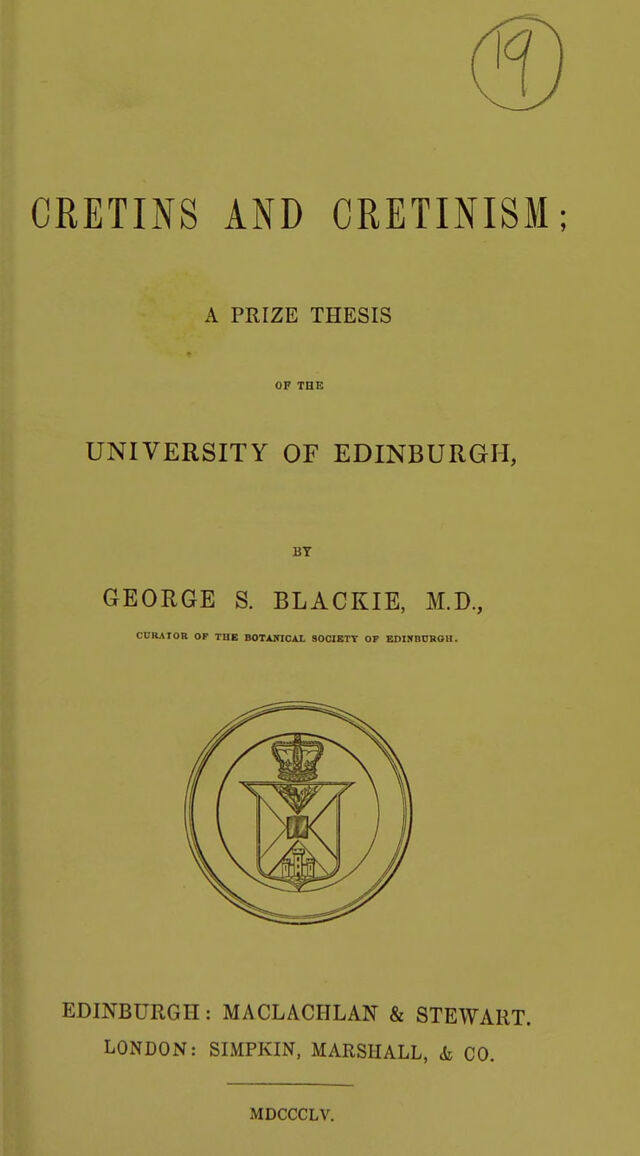 19
CRETINS AND CRETINISM;
A PRIZE THESIS
OF THE
UNIVERSITY OF EDINBURGH,
BY
GEORGE S. BLACKIE, M.D.,
CURATOR OF THE BOTANICAL SOCIETY OF EDINBURGH.
EDINBURGH: MACLACHLAN & STEWART.
LONDON: SIMPKIN, MARSHALL, & CO.
MDCCCLV.